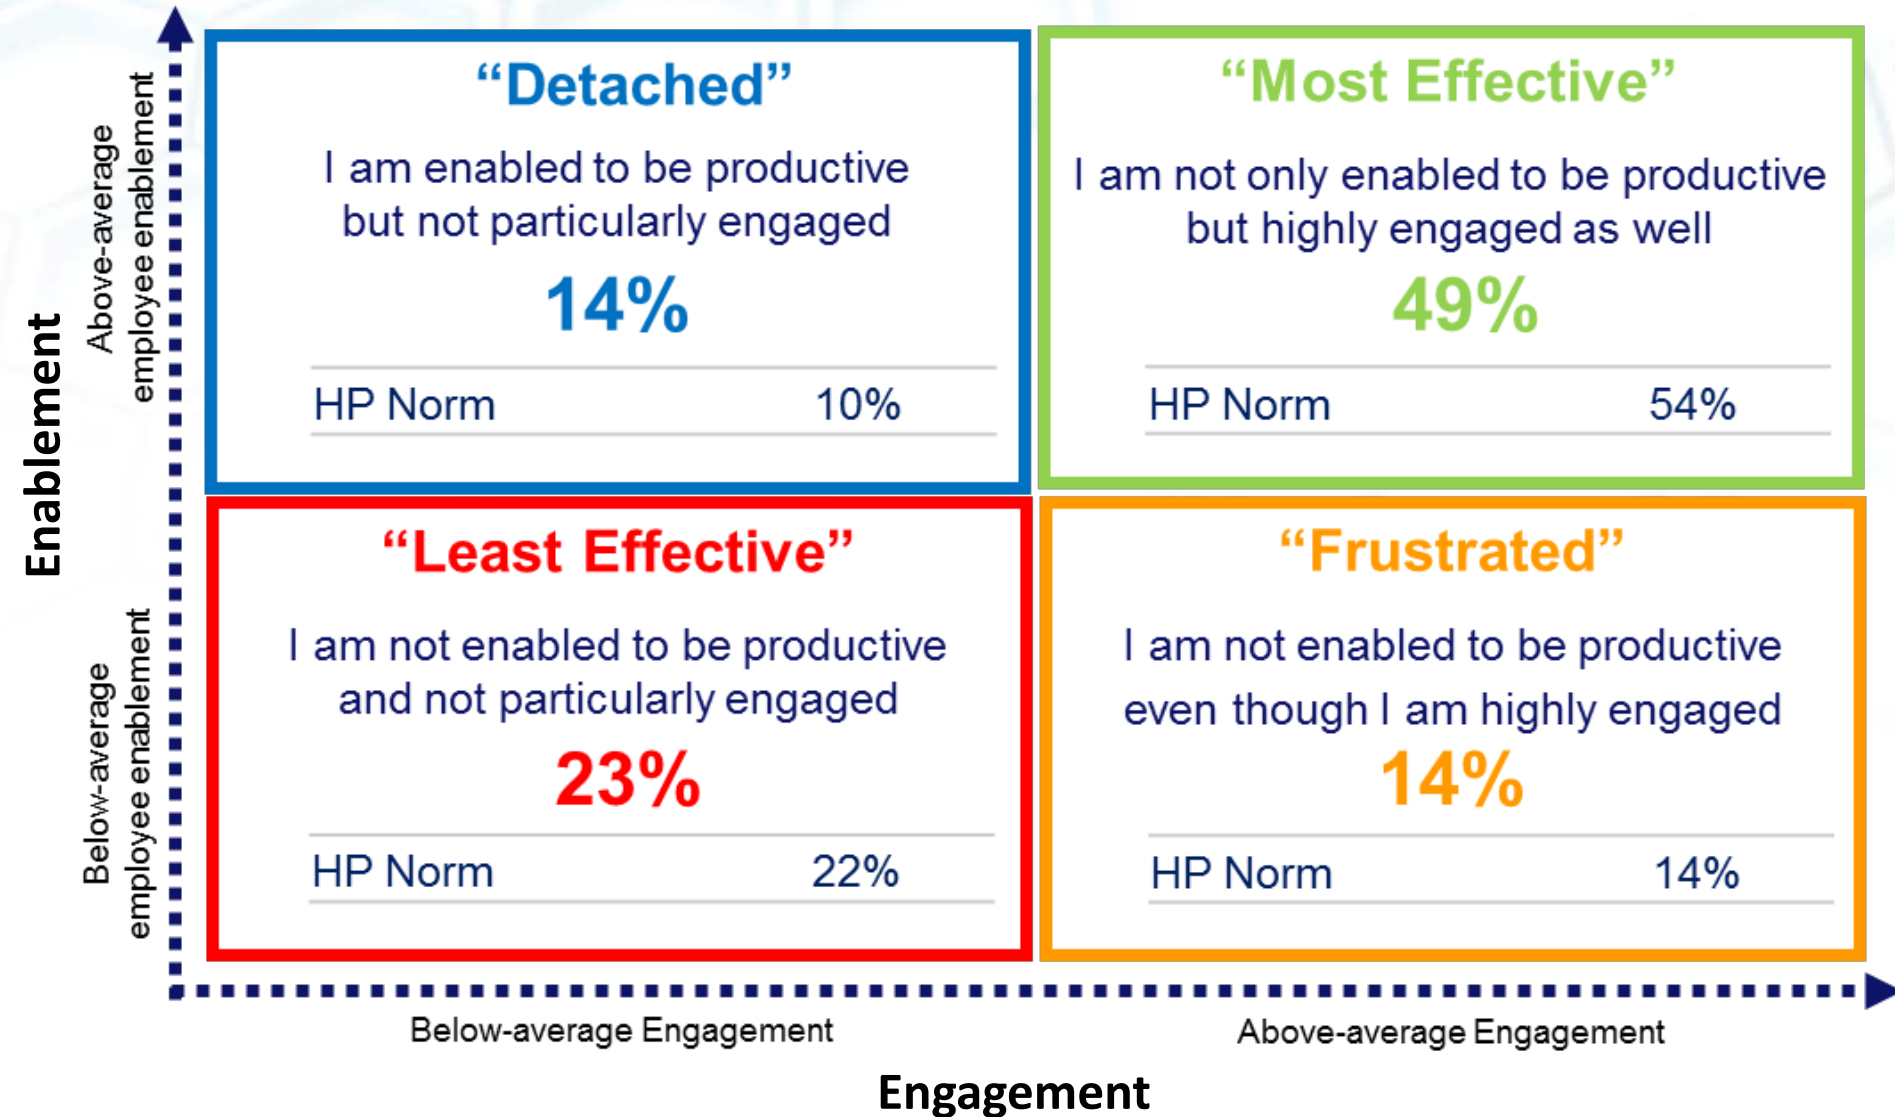 Enablement
Above-average
employee enablement
“Detached”
I am enabled to be productive
but not particularly engaged
14%
HP Norm 10%
“Most Effective”
I am not only enabled to be productive
but highly engaged as well
49%
HP Norm 54%
Below-average
employee enablement
“Least Effective”
I am not enabled to be productive
and not particularly engaged
23%
HP Norm 22%
“Frustrated”
I am not enabled to be productive
even though I am highly engaged
14%
HP Norm 14%
Below-average Engagement
Above-average Engagement
Engagement